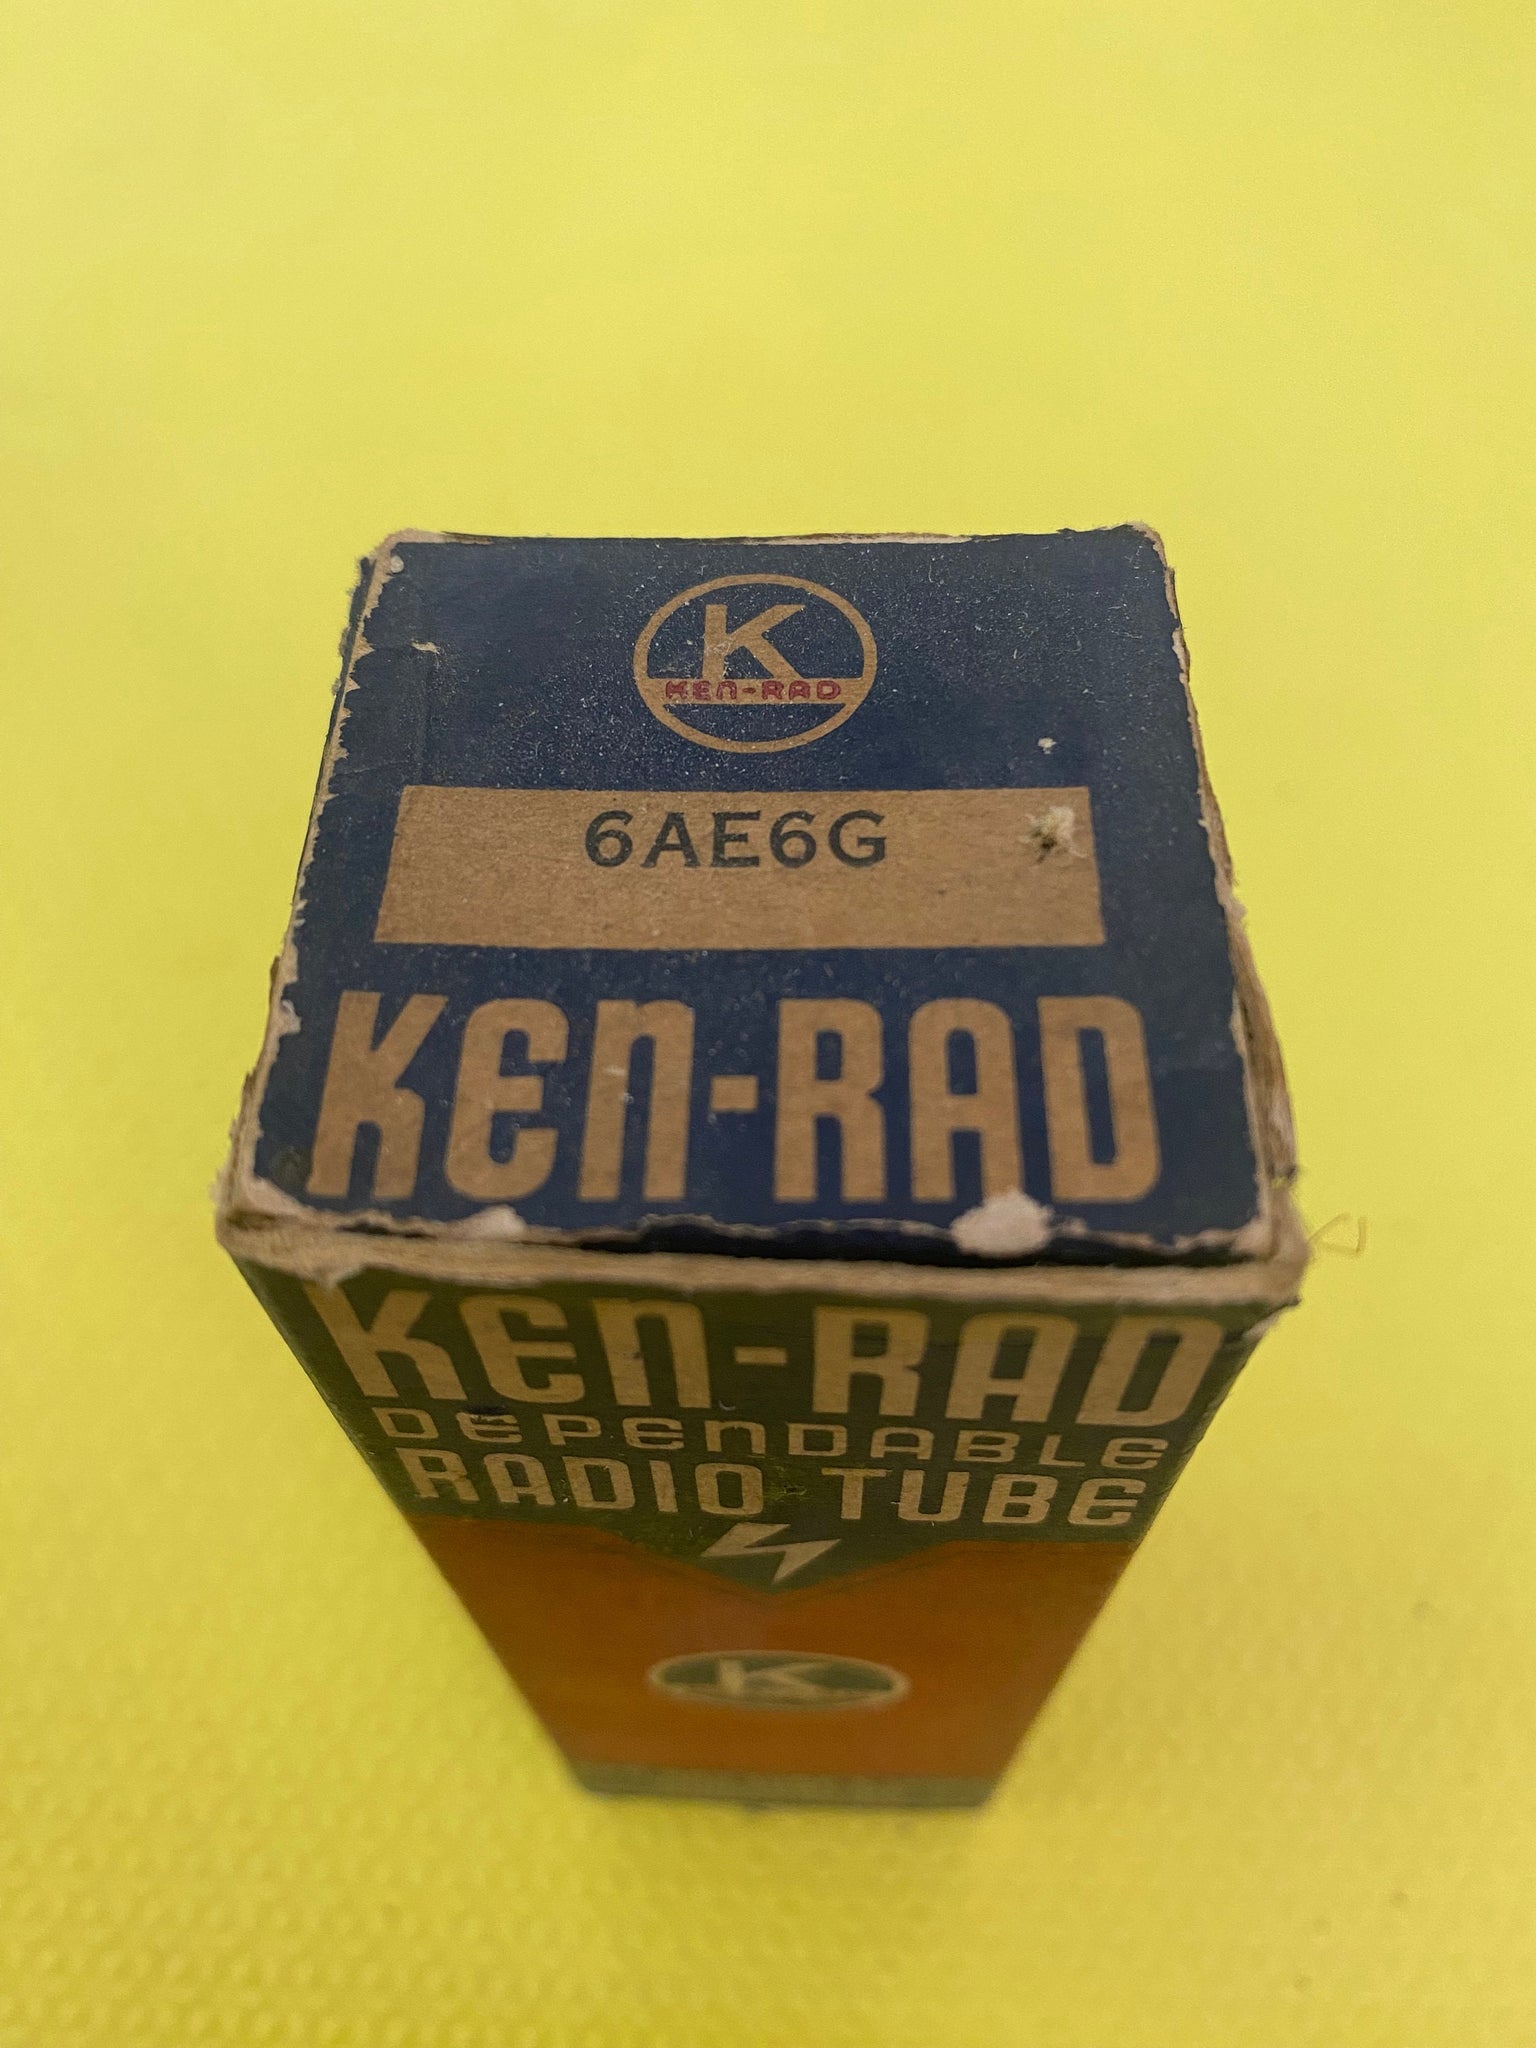 K
KEN-RAD
6AE6G
KEN-RAD
KEN-RAD
DEPENDABLE
RADIO TUBE
K